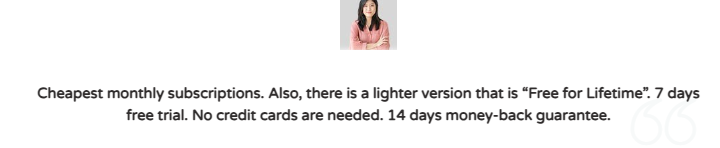 Cheapest monthly subscriptions. Also, there is a lighter version that is “Free for Lifetime”. 7 days
free trial. No credit cards are needed. 14 days money-back guarantee.